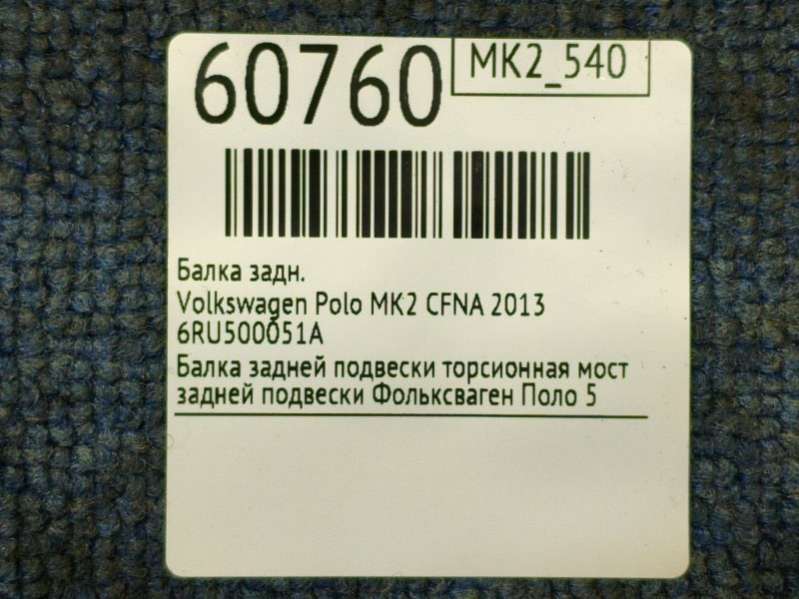 60760
MK2_540
Балка задн.
Volkswagen Polo MK2 CFNA 2013
6RU500051A
Балка задней подвески торсионная мост
задней подвески Фольксваген Поло 5